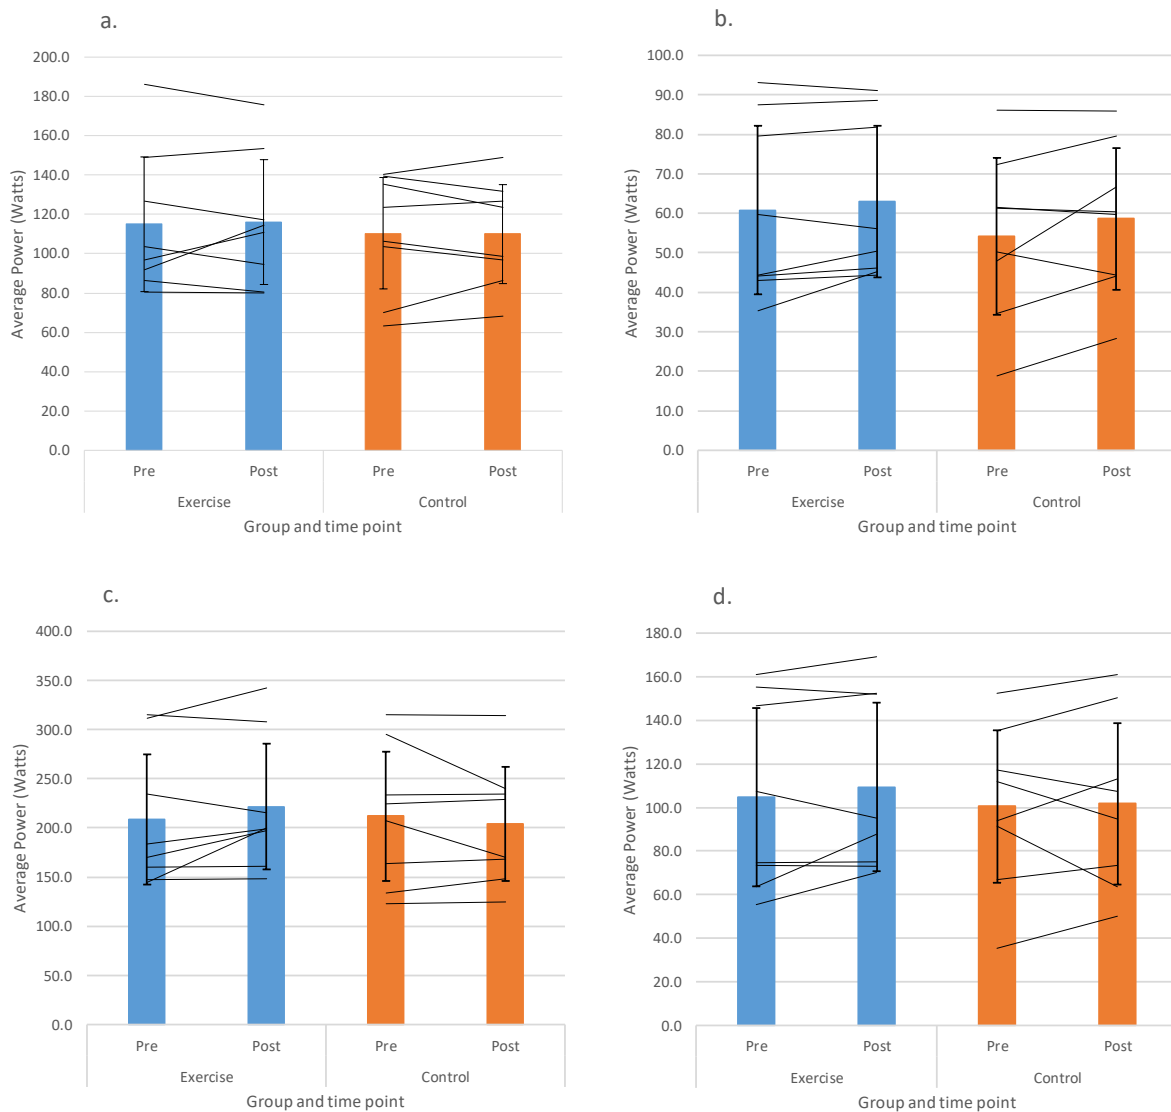 a.
200.0
180.0
160.0
140.0
120.0
100.0
80.0
60.0
40.0
20.0
0.0
Average Power (Watts)
Pre Post Pre Post
Exercise Control
Group and time point
b.
100.0
90.0
80.0
70.0
60.0
50.0
40.0
30.0
20.0
10.0
0.0
Average Power (Watts)
Pre Post Pre Post
Exercise Control
Group and time point
c.
400.0
350.0
300.0
250.0
200.0
150.0
100.0
50.0
0.0
Average Power (Watts)
Pre Post Pre Post
Exercise Control
Group and time point
d.
180.0
160.0
140.0
120.0
100.0
80.0
60.0
40.0
20.0
0.0
Average Power (Watts)
Pre Post Pre Post
Exercise Control
Group and time point